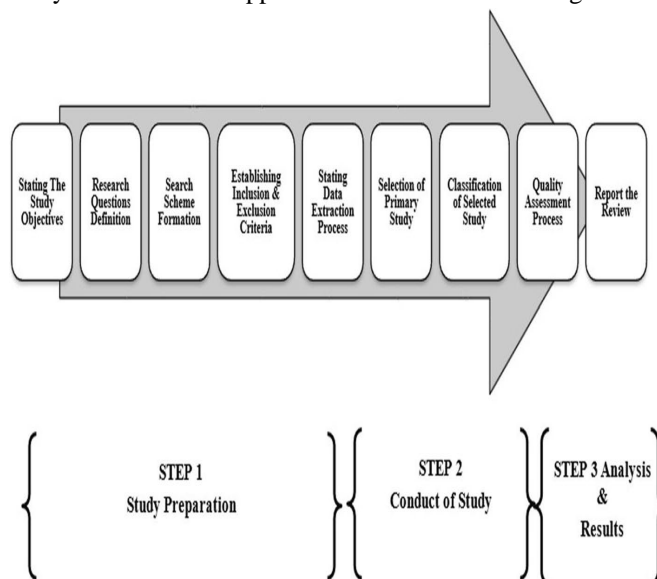 Stating The
Study
Objectives
Research
Questions
Definition
Search
Scheme
Formation
Establishing
Inclusion &
Exclusion
Criteria
Stating
Data
Extraction
Process
Selection of
Primary
Study
Classification
of Selected
Study
Quality
Assessment
Process
Report the
Review
STEP 1
Study Preparation
STEP 2
Conduct of Study
STEP 3 Analysis
&
Results